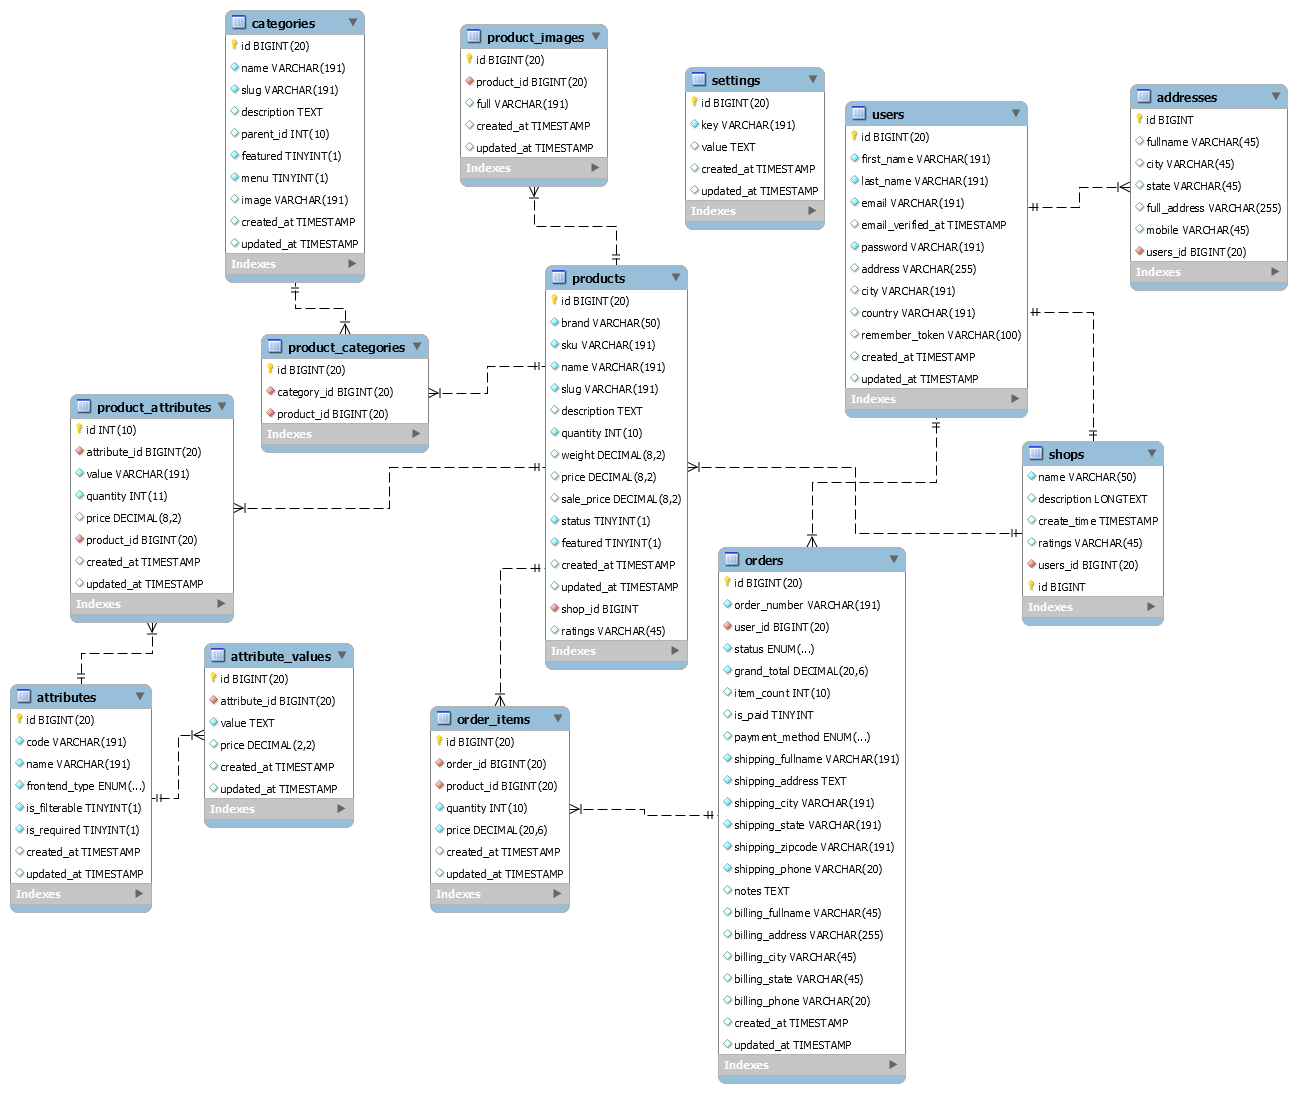 categories
id BIGINT(20)
name VARCHAR(191)
slug VARCHAR(191)
description TEXT
parent_id INT(10)
featured TINYINT(1)
menu TINYINT(1)
image VARCHAR(191)
created_at TIMESTAMP
updated_at TIMESTAMP
Indexes
product_images
id BIGINT(20)
product_id BIGINT(20)
full VARCHAR(191)
created_at TIMESTAMP
updated_at TIMESTAMP
Indexes
settings
id BIGINT(20)
key VARCHAR(191)
value TEXT
created_at TIMESTAMP
updated_at TIMESTAMP
Indexes
users
id BIGINT(20)
first_name VARCHAR(191)
last_name VARCHAR(191)
email VARCHAR(191)
email_verified_at TIMESTAMP
password VARCHAR(191)
address VARCHAR(255)
city VARCHAR(191)
country VARCHAR(191)
remember_token VARCHAR(100)
created_at TIMESTAMP
updated_at TIMESTAMP
Indexes
addresses
id BIGINT
fullname VARCHAR(45)
city VARCHAR(45)
state VARCHAR(45)
full_address VARCHAR(255)
mobile VARCHAR(45)
users_id BIGINT(20)
Indexes
product_categories
id BIGINT(20)
category_id BIGINT(20)
product_id BIGINT(20)
Indexes
products
id BIGINT(20)
brand VARCHAR(50)
sku VARCHAR(191)
name VARCHAR(191)
slug VARCHAR(191)
description TEXT
quantity INT(10)
weight DECIMAL(8,2)
price DECIMAL(8,2)
sale_price DECIMAL(8,2)
status TINYINT(1)
featured TINYINT(1)
created_at TIMESTAMP
updated_at TIMESTAMP
shop_id BIGINT
ratings VARCHAR(45)
Indexes
product_attributes
id INT(10)
attribute_id BIGINT(20)
value VARCHAR(191)
quantity INT(11)
price DECIMAL(8,2)
product_id BIGINT(20)
created_at TIMESTAMP
updated_at TIMESTAMP
Indexes
shops
name VARCHAR(50)
description LONGTEXT
create_time TIMESTAMP
ratings VARCHAR(45)
users_id BIGINT(20)
id BIGINT
Indexes
attributes
id BIGINT(20)
code VARCHAR(191)
name VARCHAR(191)
frontend_type ENUM(...)
is_filterable TINYINT(1)
is_required TINYINT(1)
created_at TIMESTAMP
updated_at TIMESTAMP
Indexes
attribute_values
id BIGINT(20)
attribute_id BIGINT(20)
value TEXT
price DECIMAL(2,2)
created_at TIMESTAMP
updated_at TIMESTAMP
Indexes
order_items
id BIGINT(20)
order_id BIGINT(20)
product_id BIGINT(20)
quantity INT(10)
price DECIMAL(20,6)
created_at TIMESTAMP
updated_at TIMESTAMP
Indexes
orders
id BIGINT(20)
order_number VARCHAR(191)
user_id BIGINT(20)
status ENUM(...)
grand_total DECIMAL(20,6)
item_count INT(10)
is_paid TINYINT
payment_method ENUM(...)
shipping_fullname VARCHAR(191)
shipping_address TEXT
shipping_city VARCHAR(191)
shipping_state VARCHAR(191)
shipping_zipcode VARCHAR(191)
shipping_phone VARCHAR(20)
notes TEXT
billing_fullname VARCHAR(45)
billing_address VARCHAR(255)
billing_city VARCHAR(45)
billing_state VARCHAR(45)
billing_phone VARCHAR(20)
created_at TIMESTAMP
updated_at TIMESTAMP
Indexes